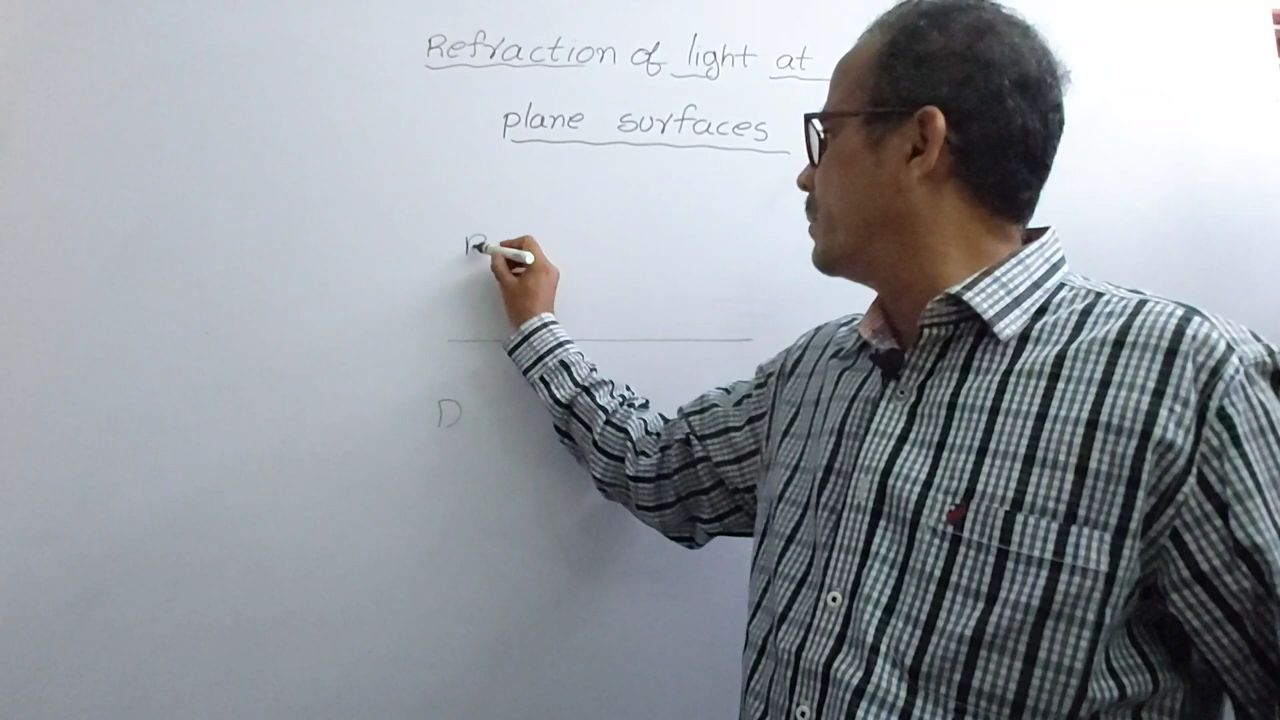 Refraction of light at
plane surfaces
R
D